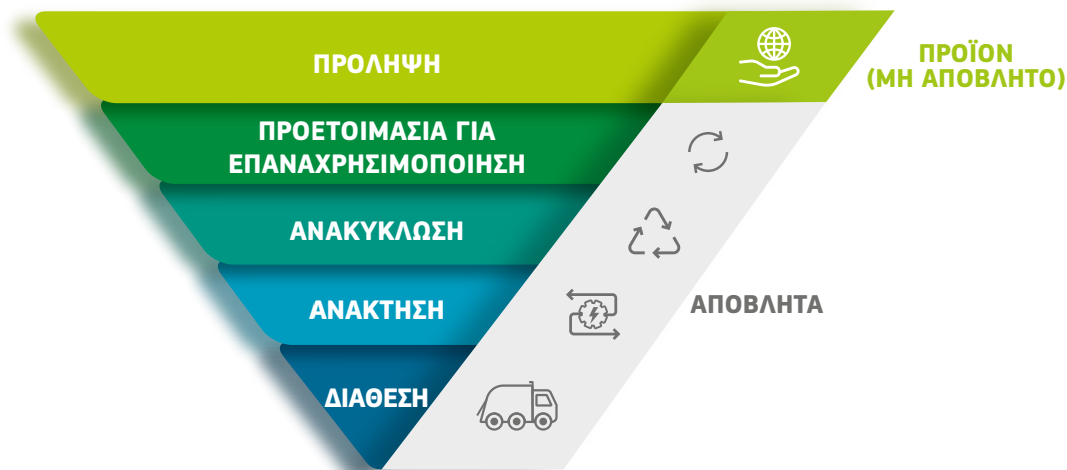 ΠΡΟΛΗΨΗ
ΠΡΟΪΟΝ
(ΜΗ ΑΠΟΒΛΗΤΟ)
ΠΡΟΕΤΟΙΜΑΣΙΑ ΓΙΑ
ΕΠΑΝΑΧΡΗΣΙΜΟΠΟΙΗΣΗ
ΑΝΑΚΥΚΛΩΣΗ
ΑΝΑΚΤΗΣΗ
ΑΠΟΒΛΗΤΑ
ΔΙΑΘΕΣΗ